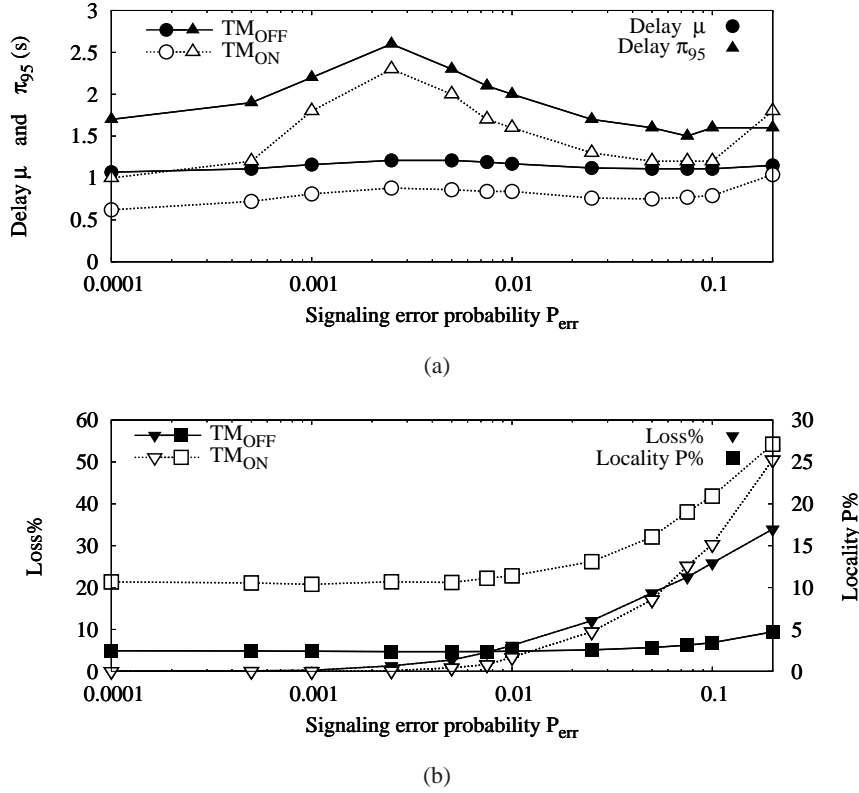 Delay μ and π95 (s)
3
2.5
2
1.5
1
0.5
0
TMOFF
TMON
Delay μ
Delay π95
0.0001 0.001 0.01 0.1
Signaling error probability Perr
(a)
Loss%
60
50
40
30
20
10
0
TMOFF
TMON
Loss%
Locality P%
30
25
20
15
10
5
0
Locality P%
0.0001 0.001 0.01 0.1
Signaling error probability Perr
(b)